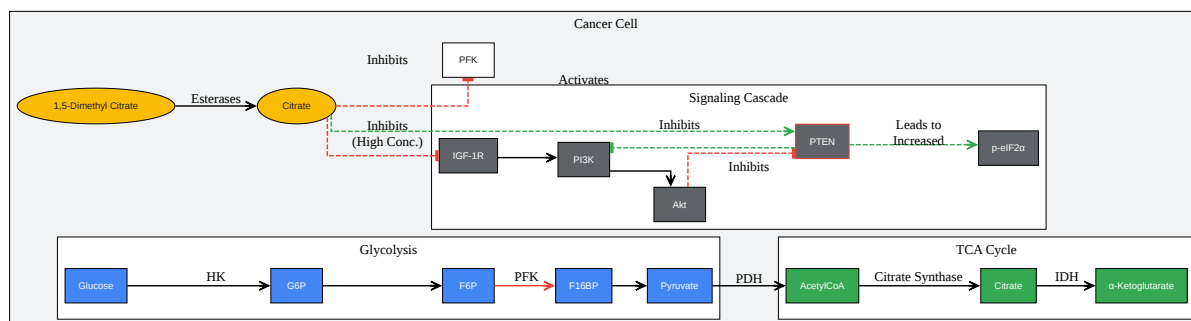 Cancer Cell
Inhibits
PFK
Activates
1,5-Dimethyl Citrate
Esterases
Citrate
Signaling Cascade
Inhibits
(High Conc.)
Inhibits
PTEN
Leads to
Increased
p-eIF2α
IGF-1R
PI3K
Inhibits
Akt
Glycolysis
Glucose
HK
G6P
F6P
PFK
F16BP
Pyruvate
PDH
TCA Cycle
AcetylCoA
Citrate Synthase
Citrate
IDH
α-Ketoglutarate